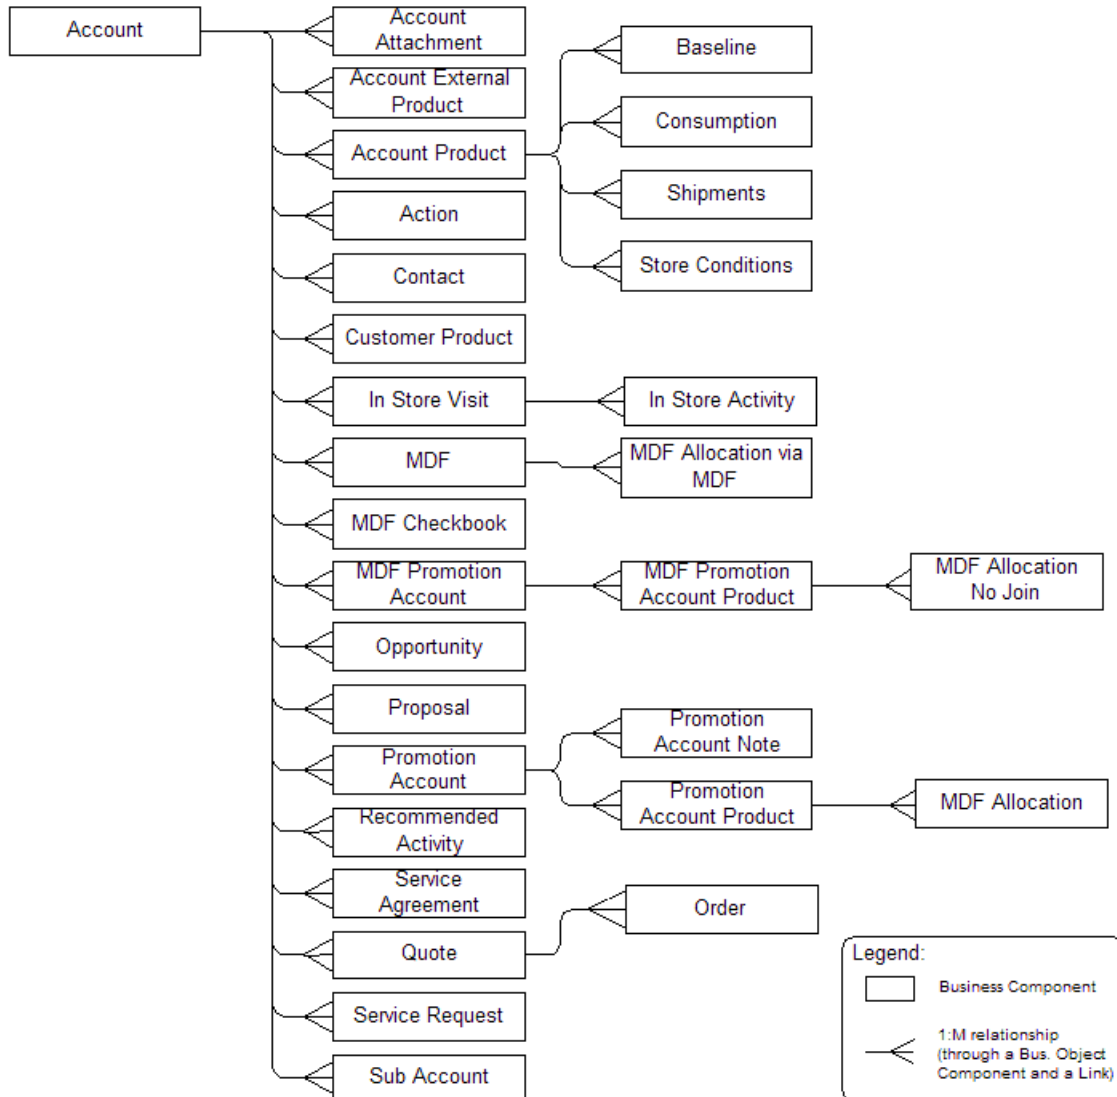 Account
Account
Attachment
Account External
Product
Account Product
Action
Contact
Customer Product
In Store Visit
MDF
MDF Checkbook
MDF Promotion
Account
Opportunity
Proposal
Promotion
Account
Recommended
Activity
Service
Agreement
Quote
Service Request
Sub Account
Baseline
Consumption
Shipments
Store Conditions
In Store Activity
MDF Allocation via
MDF
MDF Promotion
Account Product
Promotion
Account Note
Promotion
Account Product
Order
MDF Allocation
No Join
MDF Allocation
Legend:
Business Component
1:M relationship
(through a Bus. Object
Component and a Link)